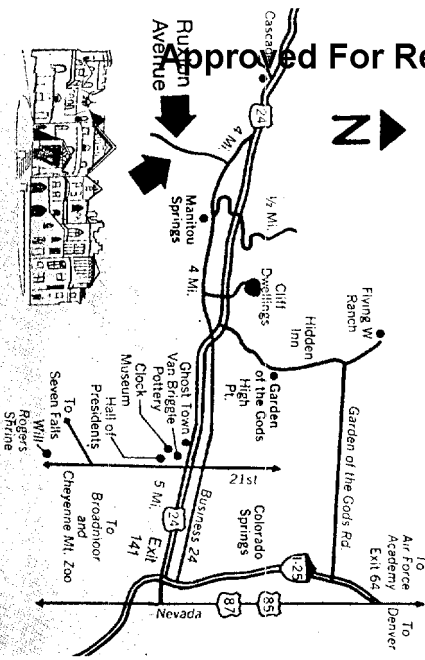 Approved For Re
Cascade
24
Ruxton
Avenue
4 Mi.
N
½ Mi.
Manitou
Springs
4 Mi.
Cliff
Dwellings
Flying W
Ranch
Hidden
Inn
Garden
of the Gods
High
Pt.
Garden of the Gods Rd.
Ghost Town
Van Briggle
Pottery
Clock
Museum
Hall of
Presidents
To
Seven Falls
Will
Rogers
Shrine
21st
5 Mi.
Business 24
24
Exit
141
Colorado
Springs
I-25
To
Broadmoor
and
Cheyenne Mt. Zoo
Nevada
87
85
To
Air Force
Academy
Exit 64
To
Denver